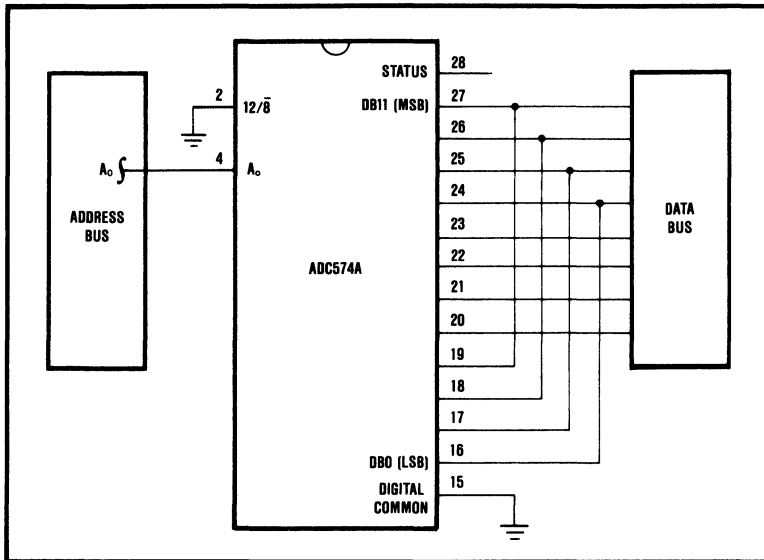 STATUS 28
2 12/8̅ DB11 (MSB) 27
26
A₀ 4 A₀ 25
24
ADDRESS
BUS
DATA
BUS
23
ADC574A 22
21
20
19
18
17
DB0 (LSB) 16
DIGITAL
COMMON
15